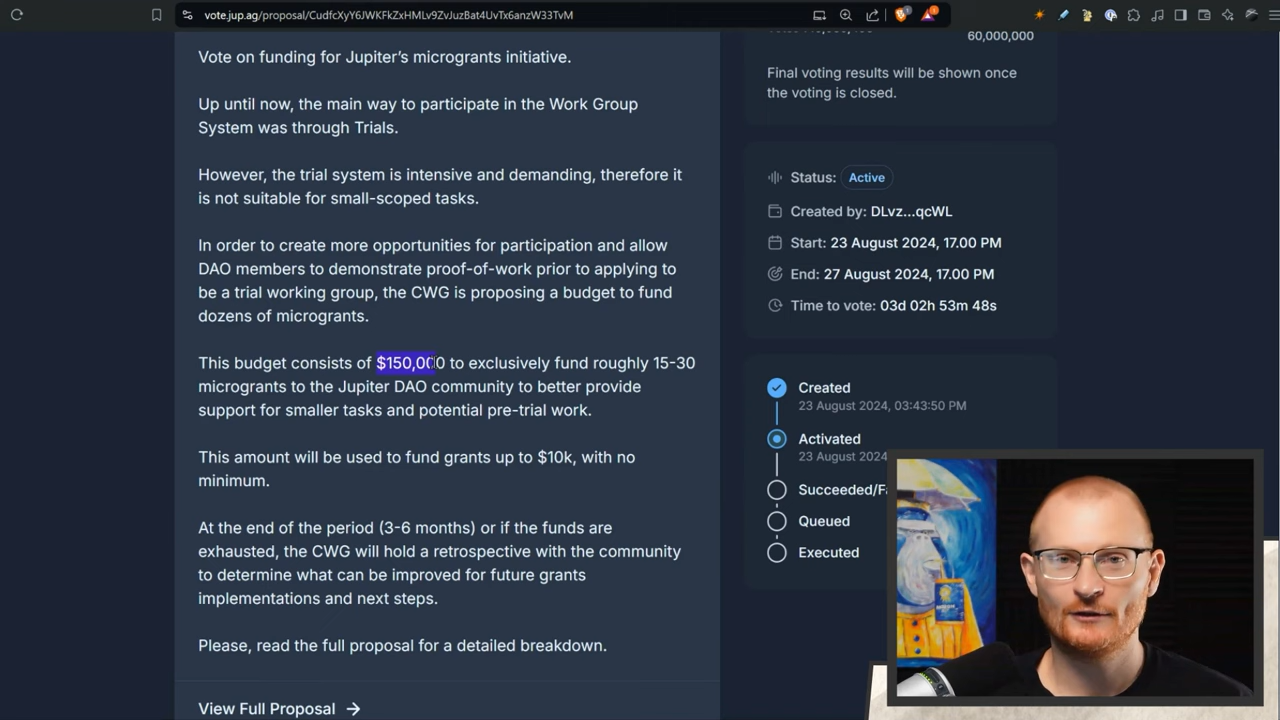 vote.jup.ag/proposal/CudfcXyY6JWKFkZxHMLv9ZvJuzBat4UvTx6anzW33TvM
60,000,000
Final voting results will be shown once
the voting is closed.
Vote on funding for Jupiter’s microgrants initiative.
Up until now, the main way to participate in the Work Group
System was through Trials.
However, the trial system is intensive and demanding, therefore it
is not suitable for small-scoped tasks.
In order to create more opportunities for participation and allow
DAO members to demonstrate proof-of-work prior to applying to
be a trial working group, the CWG is proposing a budget to fund
dozens of microgrants.
This budget consists of $150,000 to exclusively fund roughly 15-30
microgrants to the Jupiter DAO community to better provide
support for smaller tasks and potential pre-trial work.
This amount will be used to fund grants up to $10k, with no
minimum.
At the end of the period (3-6 months) or if the funds are
exhausted, the CWG will hold a retrospective with the community
to determine what can be improved for future grants
implementations and next steps.
Please, read the full proposal for a detailed breakdown.
View Full Proposal →
Status: Active
Created by: DLvz...qcWL
Start: 23 August 2024, 17.00 PM
End: 27 August 2024, 17.00 PM
Time to vote: 03d 02h 53m 48s
Created
23 August 2024, 03:43:50 PM
Activated
23 August 2024
Succeeded/Fa
Queued
Executed